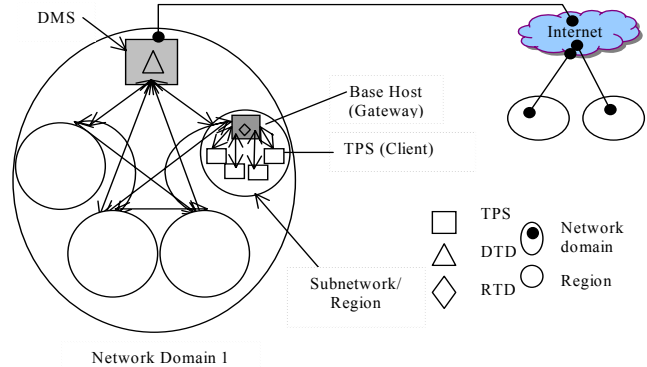 DMS
Internet
Base Host
(Gateway)
TPS (Client)
TPS
DTD
RTD
Network
domain
Region
Subnetwork/
Region
Network Domain 1